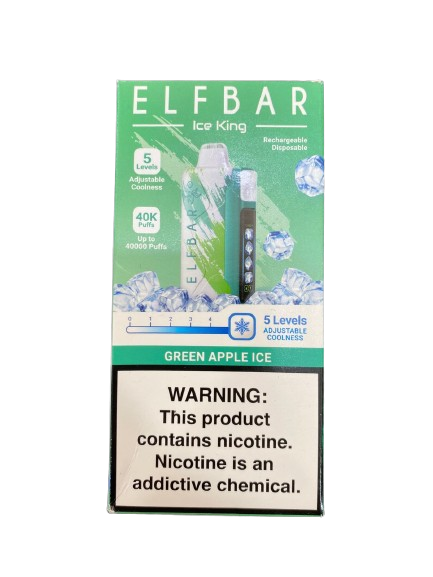 ELFBAR
Ice King
Rechargeable
Disposable
5
Levels
Adjustable
Coolness
40K
Puffs
Up to
40000 Puffs
ELFBAR
0 1 2 3 4
5 Levels
ADJUSTABLE
COOLNESS
GREEN APPLE ICE
WARNING:
This product
contains nicotine.
Nicotine is an
addictive chemical.